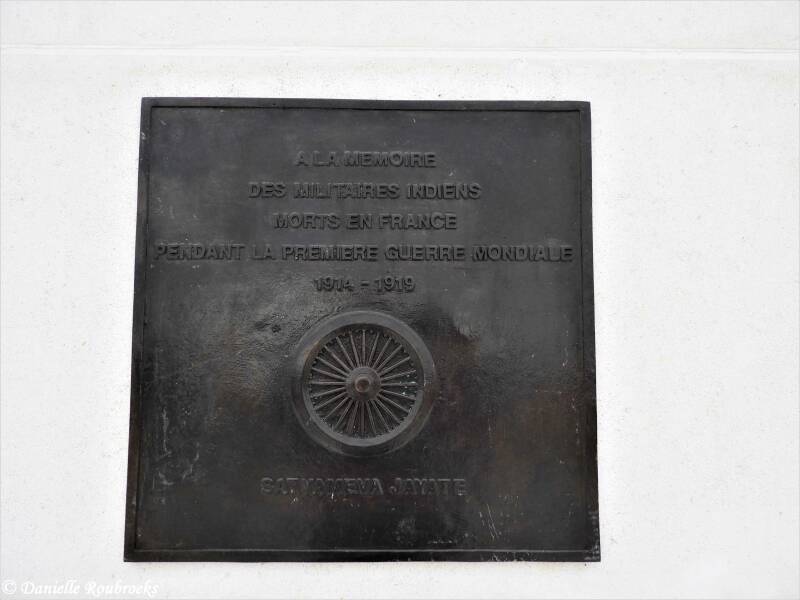 A LA MEMOIRE
DES MILITAIRES INDIENS
MORTS EN FRANCE
PENDANT LA PREMIERE GUERRE MONDIALE
1914 - 1919
SATYAMEVA JAYATE
© Danielle Roubroeks